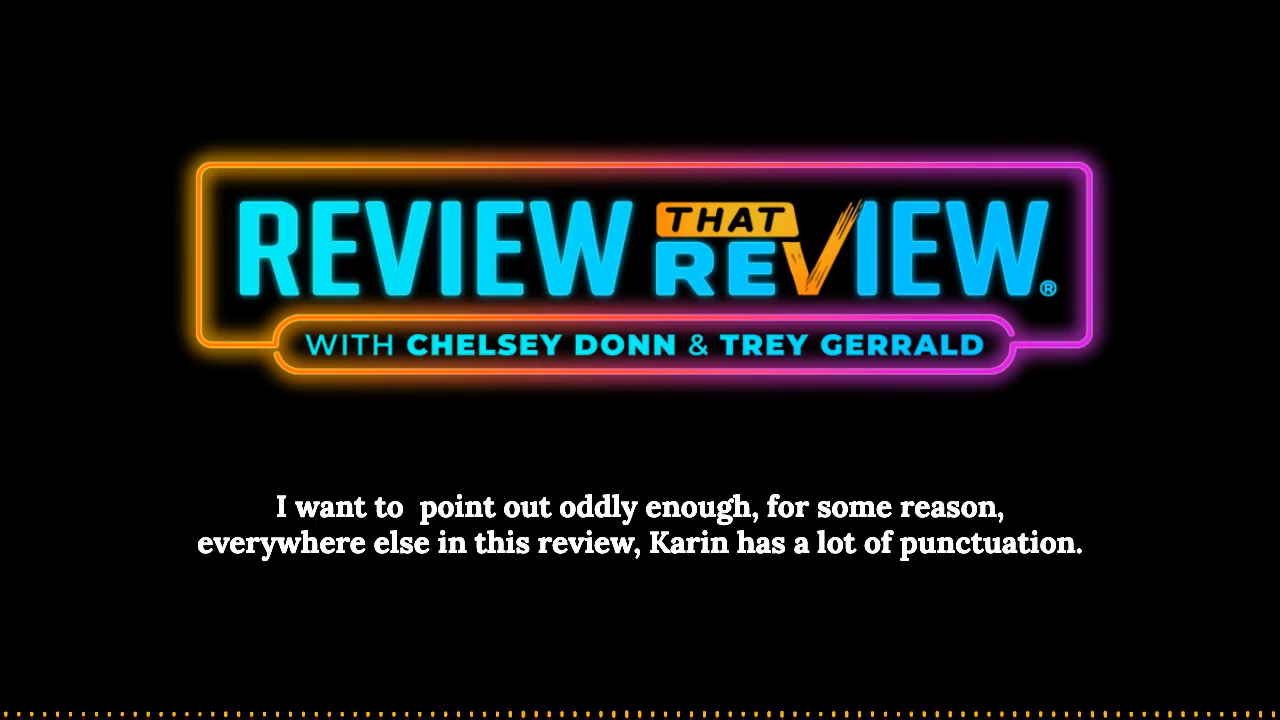 REVIEW THAT REVIEW®
WITH CHELSEY DONN & TREY GERRALD
I want to  point out oddly enough, for some reason,
everywhere else in this review, Karin has a lot of punctuation.